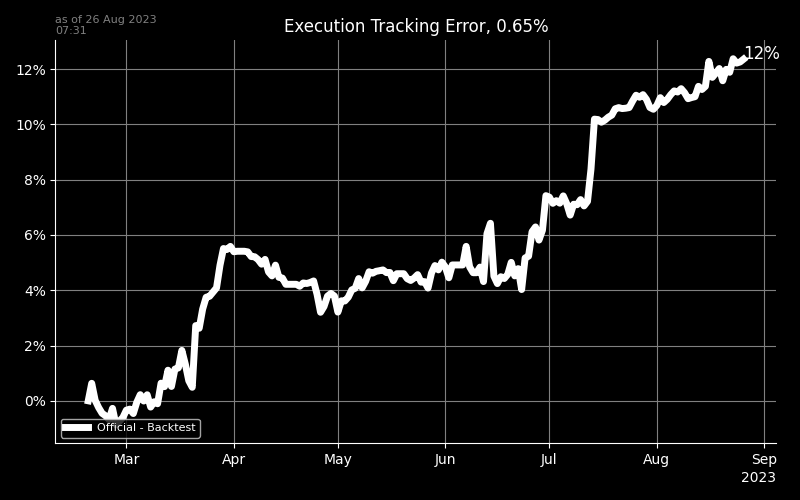 as of 26 Aug 2023
07:31
Execution Tracking Error, 0.65%
12%
12%
10%
8%
6%
4%
2%
0%
Official - Backtest
Mar Apr May Jun Jul Aug Sep
2023